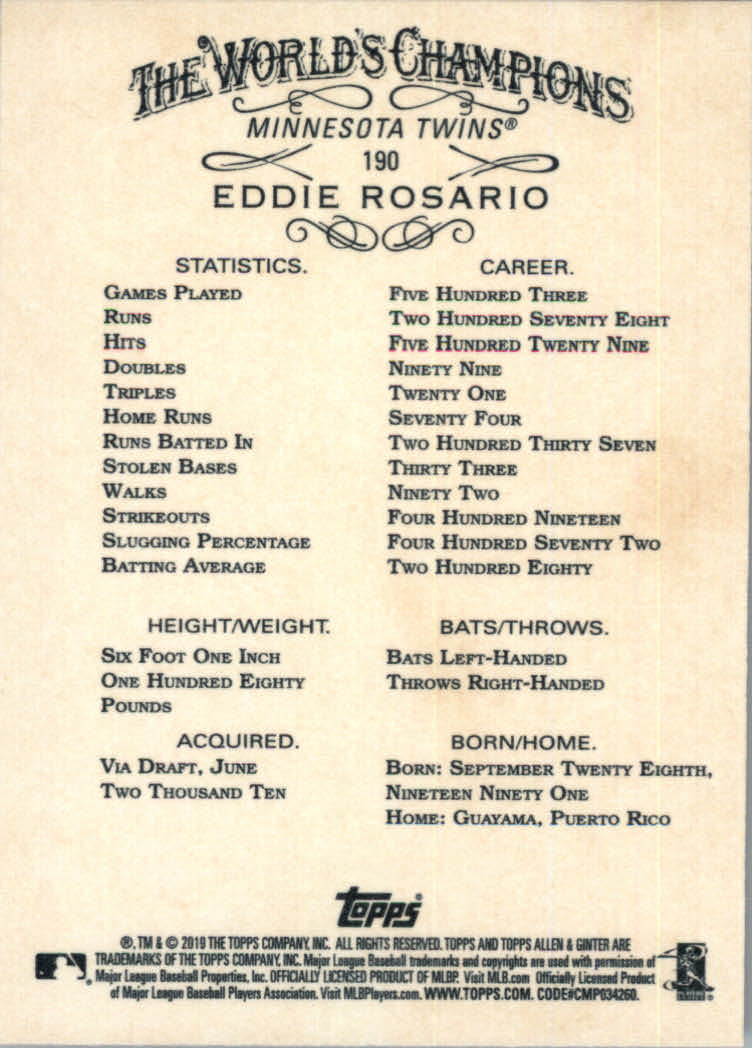 THE WORLD'S CHAMPIONS
MINNESOTA TWINS®
190
EDDIE ROSARIO
STATISTICS. CAREER.
GAMES PLAYED FIVE HUNDRED THREE
RUNS TWO HUNDRED SEVENTY EIGHT
HITS FIVE HUNDRED TWENTY NINE
DOUBLES NINETY NINE
TRIPLES TWENTY ONE
HOME RUNS SEVENTY FOUR
RUNS BATTED IN TWO HUNDRED THIRTY SEVEN
STOLEN BASES THIRTY THREE
WALKS NINETY TWO
STRIKEOUTS FOUR HUNDRED NINETEEN
SLUGGING PERCENTAGE FOUR HUNDRED SEVENTY TWO
BATTING AVERAGE TWO HUNDRED EIGHTY
HEIGHT/WEIGHT.
SIX FOOT ONE INCH
ONE HUNDRED EIGHTY
POUNDS
BATS/THROWS.
BATS LEFT-HANDED
THROWS RIGHT-HANDED
ACQUIRED.
VIA DRAFT, JUNE
TWO THOUSAND TEN
BORN/HOME.
BORN: SEPTEMBER TWENTY EIGHTH,
NINETEEN NINETY ONE
HOME: GUAYAMA, PUERTO RICO
Topps®
®, TM & © 2019 THE TOPPS COMPANY, INC. ALL RIGHTS RESERVED. TOPPS AND TOPPS ALLEN & GINTER ARE
TRADEMARKS OF THE TOPPS COMPANY, INC. Major League Baseball trademarks and copyrights are used with permission of
Major League Baseball Properties, Inc. OFFICIALLY LICENSED PRODUCT OF MLBP. Visit MLB.com Officially Licensed Product
of Major League Baseball Players Association. Visit MLBPlayers.com. WWW.TOPPS.COM. CODE#CMP034260.